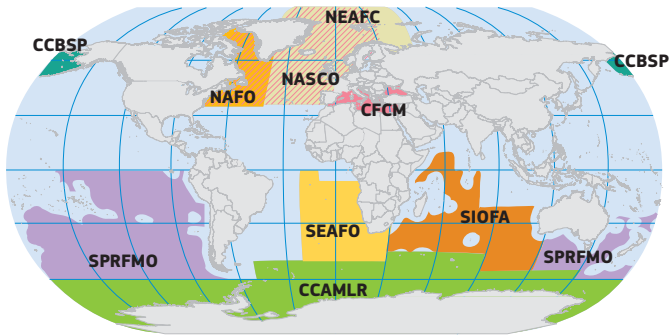 NEAFC
CCBSP
CCBSP
NASCO
NAFO
CFCM
SIOFA
SEAFO
SPRFMO
SPRFMO
CCAMLR